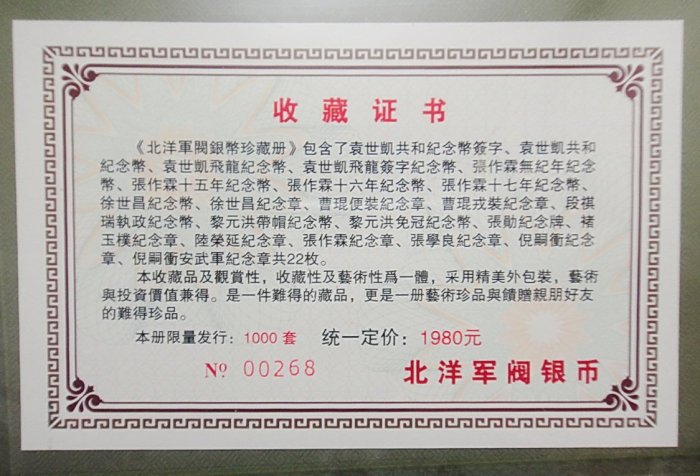 收藏证书
《北洋軍閥銀幣珍藏册》包含了袁世凱共和紀念幣簽字、袁世凱共和
紀念幣、袁世凱飛龍紀念幣、袁世凱飛龍簽字紀念幣、張作霖無紀年紀
念幣、張作霖十五年紀念幣、張作霖十六年紀念幣、張作霖十七年紀念幣、
徐世昌紀念幣、徐世昌紀念章、曹琨便裝紀念章、曹琨戎裝紀念章、段祺
瑞執政紀念幣、黎元洪帶帽紀念幣、黎元洪免冠紀念幣、張勛紀念牌、褚
玉樸紀念章、陸榮延紀念章、張作霖紀念章、張學良紀念章、倪嗣衝紀念
章、倪嗣衝安武軍紀念章共22枚。
本收藏品及觀賞性，收藏性及藝術性爲一體，采用精美外包裝，藝術
與投資價值兼得。是一件難得的藏品，更是一册藝術珍品與饋贈親朋好友
的難得珍品。
本册限量发行：1000 套 统一定价：1980元
Nº 00268
北洋军阀银币